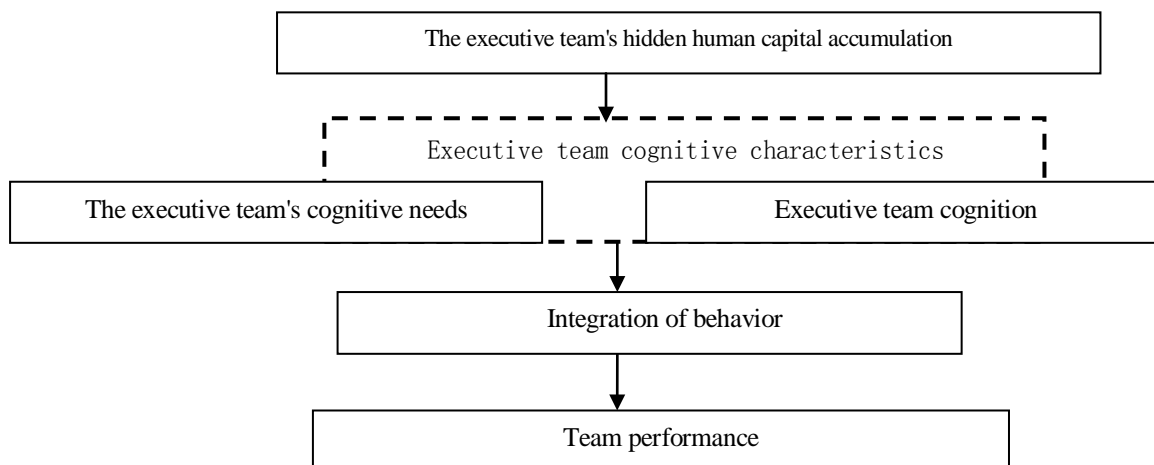 The executive team's hidden human capital accumulation
Executive team cognitive characteristics
The executive team's cognitive needs
Executive team cognition
Integration of behavior
Team performance